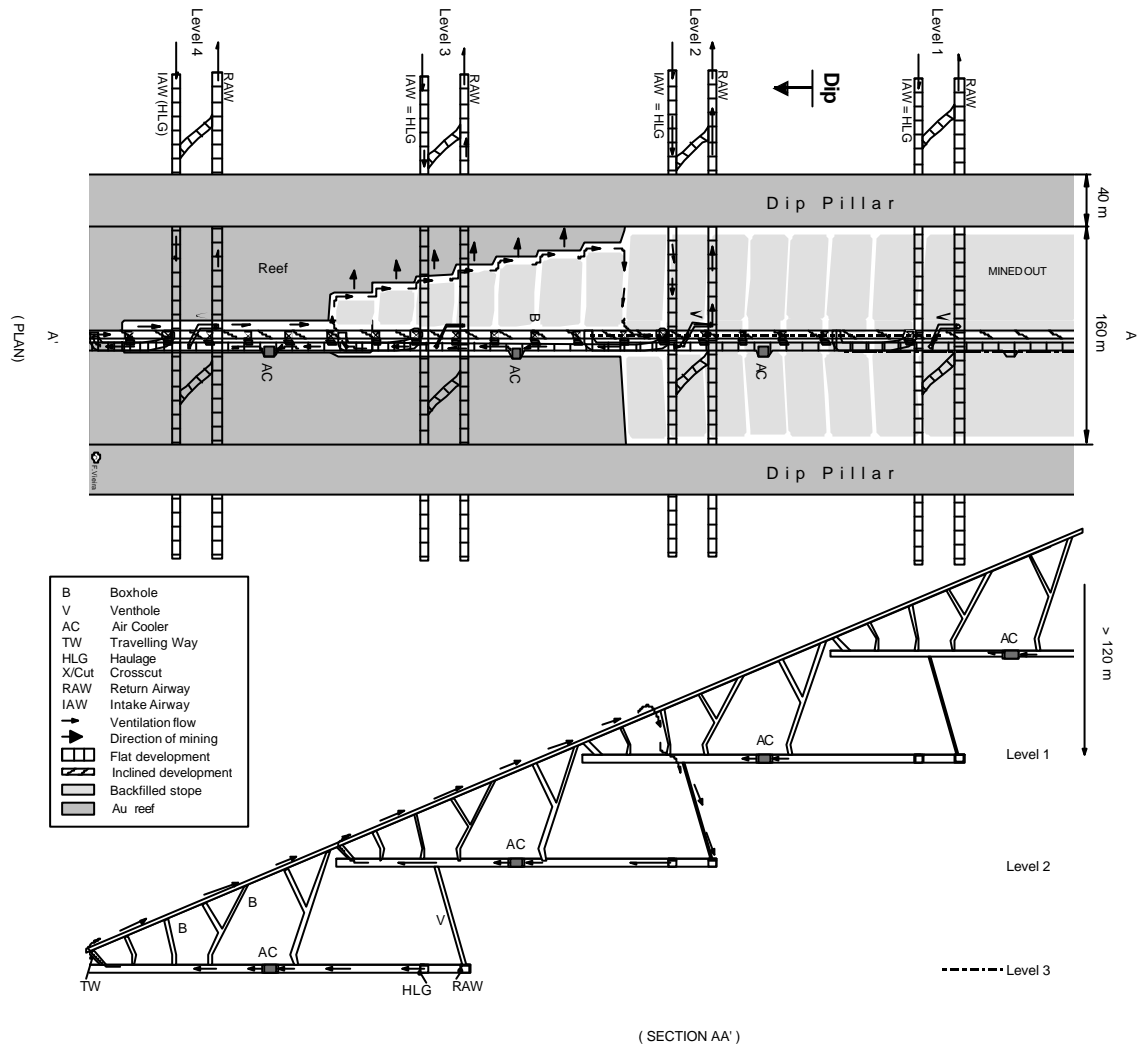 Level 4
IAW (HLG)
RAW
Level 3
IAW = HLG
RAW
Level 2
IAW = HLG
RAW
Dip
Level 1
IAW = HLG
RAW
Dip Pillar
40 m
Reef
MINED OUT
V
B
V
V
160 m
A'
( PLAN )
A
AC
AC
AC
Dip Pillar
F.Vieira
B Boxhole
V Venthole
AC Air Cooler
TW Travelling Way
HLG Haulage
X/Cut Crosscut
RAW Return Airway
IAW Intake Airway
Ventilation flow
Direction of mining
Flat development
Inclined development
Backfilled stope
Au reef
AC
> 120 m
AC
Level 1
AC
Level 2
B
B
V
AC
TW
HLG
RAW
Level 3
( SECTION AA' )